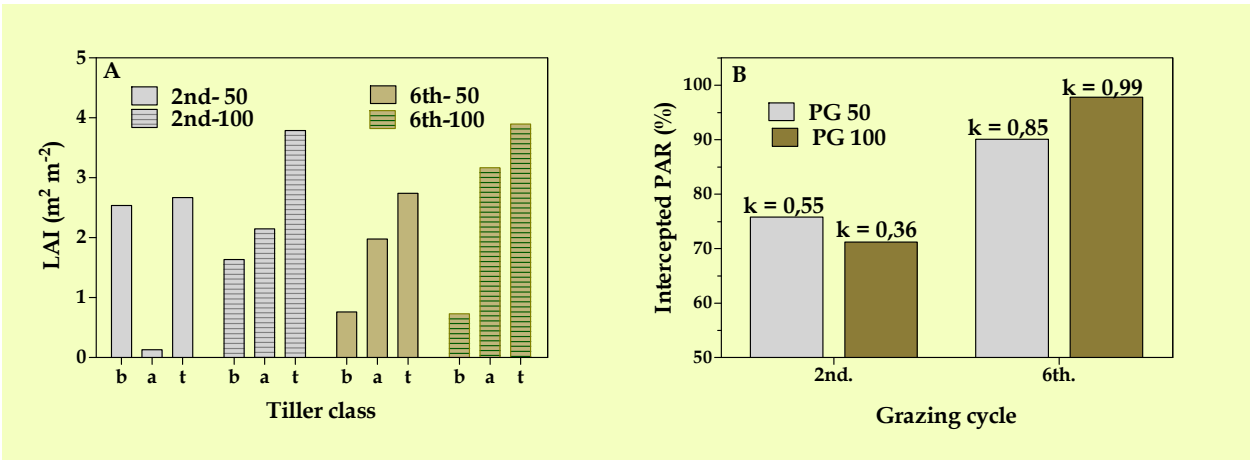 A
2nd- 50
2nd-100
6th- 50
6th-100
LAI (m² m⁻²)
5
4
3
2
1
0
b a t b a t b a t b a t
Tiller class
B
PG 50
PG 100
k = 0,55
k = 0,36
k = 0,85
k = 0,99
Intercepted PAR (%)
100
90
80
70
60
50
2nd. 6th.
Grazing cycle